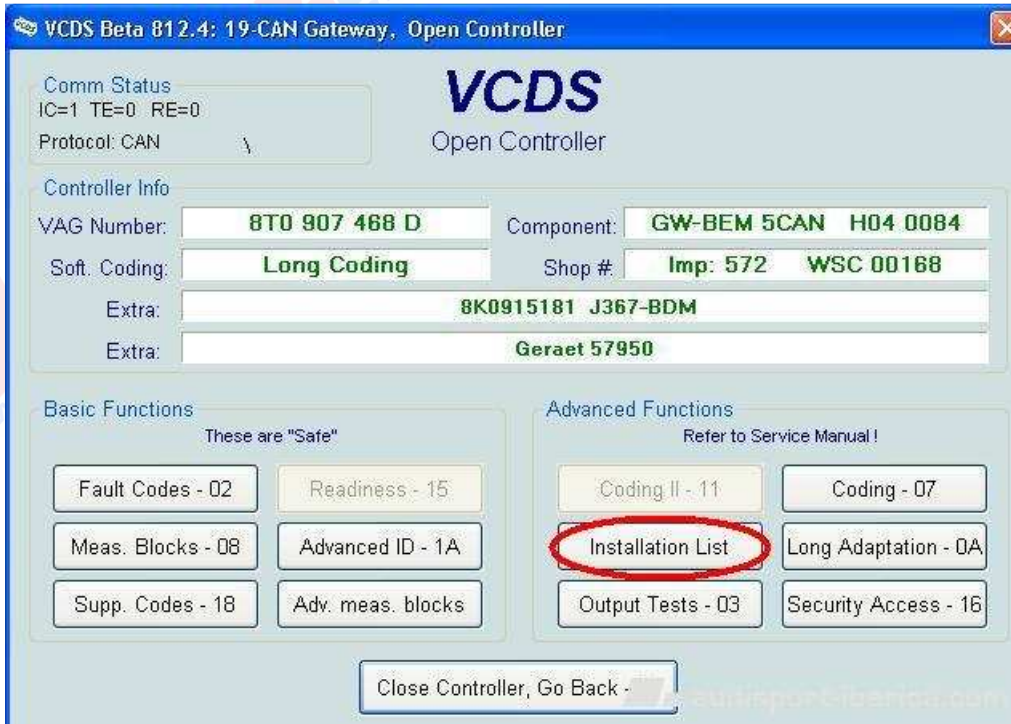 VCDS Beta 812.4: 19-CAN Gateway, Open Controller
Comm Status
IC=1 TE=0 RE=0
Protocol: CAN \
VCDS
Open Controller
Controller Info
VAG Number: 8T0 907 468 D Component: GW-BEM 5CAN H04 0084
Soft. Coding: Long Coding Shop #: Imp: 572 WSC 00168
Extra: 8K0915181 J367-BDM
Extra: Geraet 57950
Basic Functions
These are "Safe"
Fault Codes - 02 Readiness - 15
Meas. Blocks - 08 Advanced ID - 1A
Supp. Codes - 18 Adv. meas. blocks
Advanced Functions
Refer to Service Manual !
Coding II - 11 Coding - 07
Installation List Long Adaptation - 0A
Output Tests - 03 Security Access - 16
Close Controller, Go Back -
audisport-iberica.com